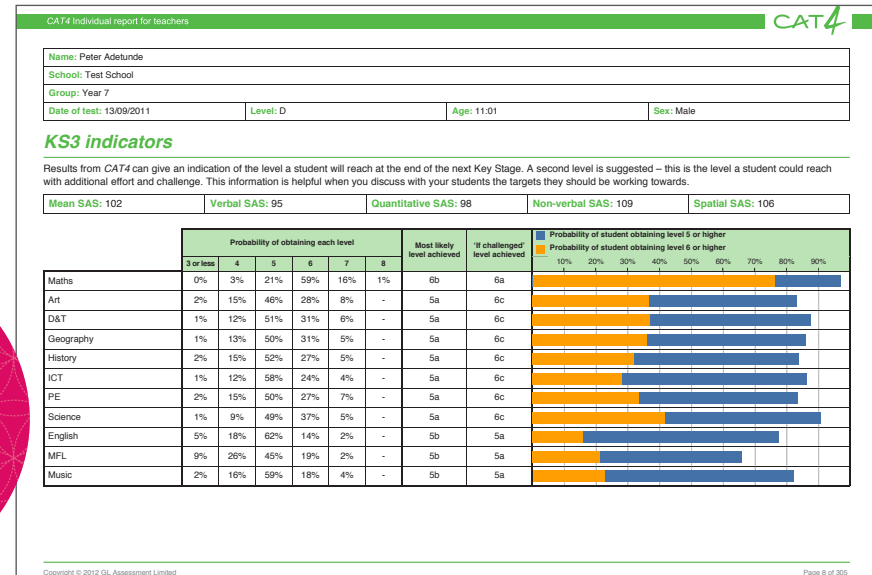 CAT4 Individual report for teachers
CAT4
Name: Peter Adetunde
School: Test School
Group: Year 7
Date of test: 13/09/2011 Level: D Age: 11:01 Sex: Male
KS3 indicators
Results from CAT4 can give an indication of the level a student will reach at the end of the next Key Stage. A second level is suggested – this is the level a student could reach
with additional effort and challenge. This information is helpful when you discuss with your students the targets they should be working towards.
Mean SAS: 102 Verbal SAS: 95 Quantitative SAS: 98 Non-verbal SAS: 109 Spatial SAS: 106
Probability of obtaining each level
Most likely level achieved
'If challenged' level achieved
Probability of student obtaining level 5 or higher
Probability of student obtaining level 6 or higher
3 or less 4 5 6 7 8 10% 20% 30% 40% 50% 60% 70% 80% 90%
Maths 0% 3% 21% 59% 16% 1% 6b 6a
Art 2% 15% 46% 28% 8% - 5a 6c
D&T 1% 12% 51% 31% 6% - 5a 6c
Geography 1% 13% 50% 31% 5% - 5a 6c
History 2% 15% 52% 27% 5% - 5a 6c
ICT 1% 12% 58% 24% 4% - 5a 6c
PE 2% 15% 50% 27% 7% - 5a 6c
Science 1% 9% 49% 37% 5% - 5a 6c
English 5% 18% 62% 14% 2% - 5b 5a
MFL 9% 26% 45% 19% 2% - 5b 5a
Music 2% 16% 59% 18% 4% - 5b 5a
Copyright © 2012 GL Assessment Limited Page 8 of 305